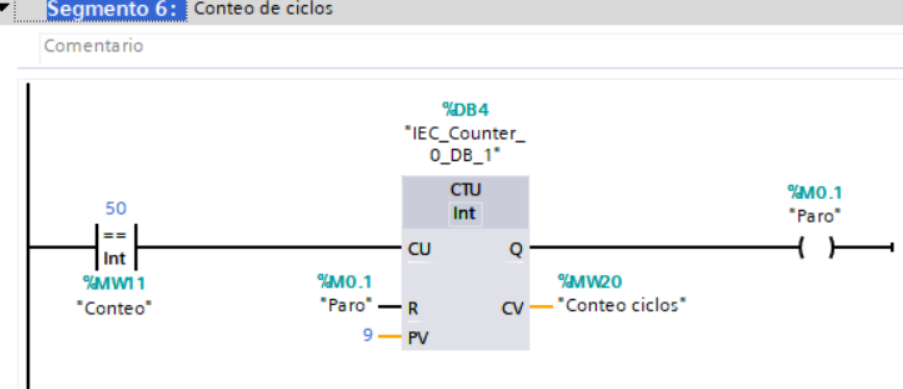 Segmento 6: Conteo de ciclos
Comentario
%DB4
"IEC_Counter_
0_DB_1"
CTU
Int
50
==
Int
%MW11
"Conteo"
CU
Q
%M0.1
"Paro"
%M0.1
"Paro"
R
%MW20
CV
"Conteo ciclos"
9
PV